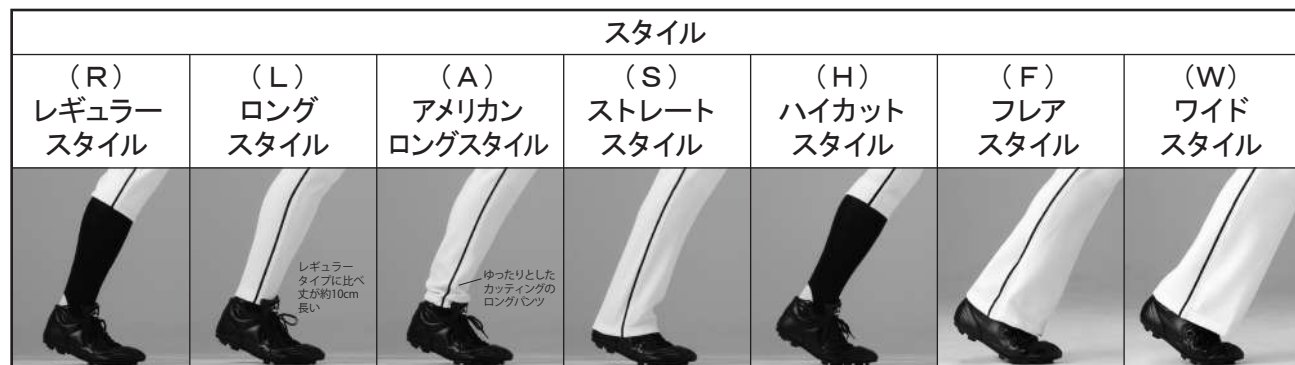 スタイル
(R)
レギュラー
スタイル
(L)
ロング
スタイル
(A)
アメリカン
ロングスタイル
(S)
ストレート
スタイル
(H)
ハイカット
スタイル
(F)
フレア
スタイル
(W)
ワイド
スタイル
レギュラー
タイプに比べ
丈が約10cm
長い
ゆったりとした
カッティングの
ロングパンツ